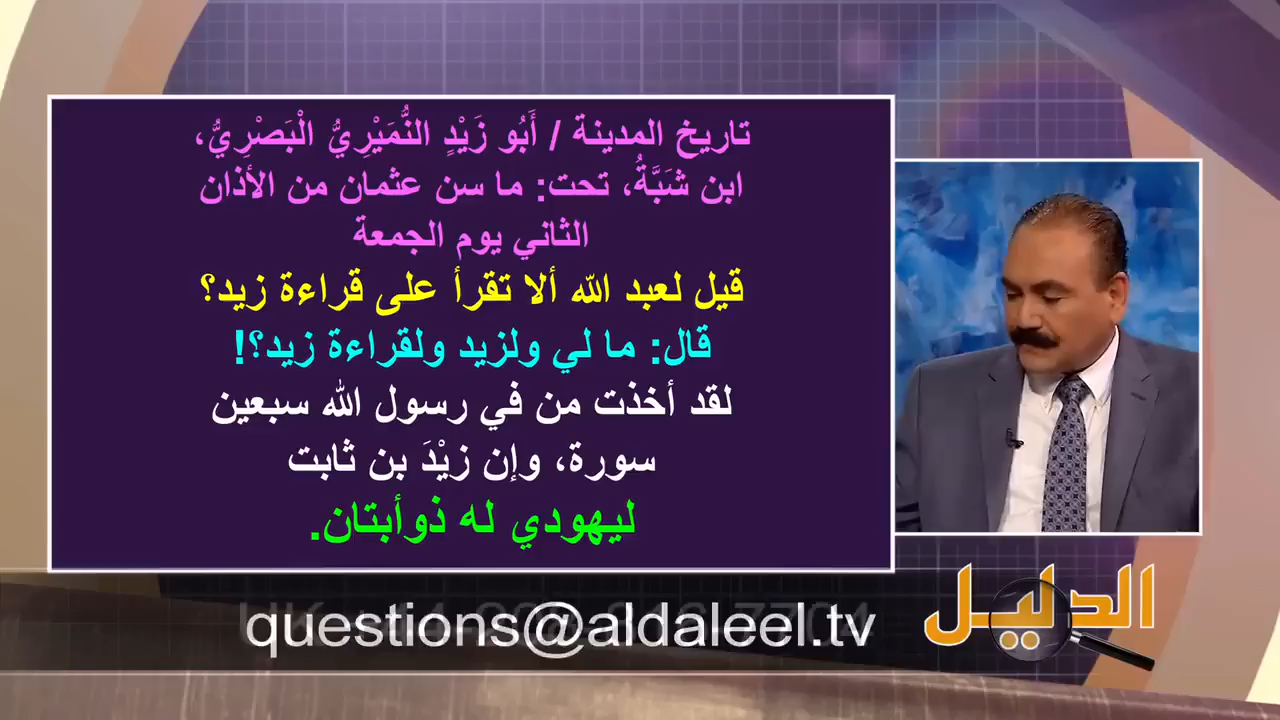 تاريخ المدينة / أَبُو زَيْدٍ النُّمَيْرِيُّ الْبَصْرِيُّ،
ابن شَبَّةُ، تحت: ما سن عثمان من الأذان
الثاني يوم الجمعة
قيل لعبد الله ألا تقرأ على قراءة زيد؟
قال: ما لي ولزيد ولقراءة زيد؟!
لقد أخذت من في رسول الله سبعين
سورة، وإن زيْدَ بن ثابت
ليهودي له ذوأبتان.
الدليل
questions@aldaleel.tv